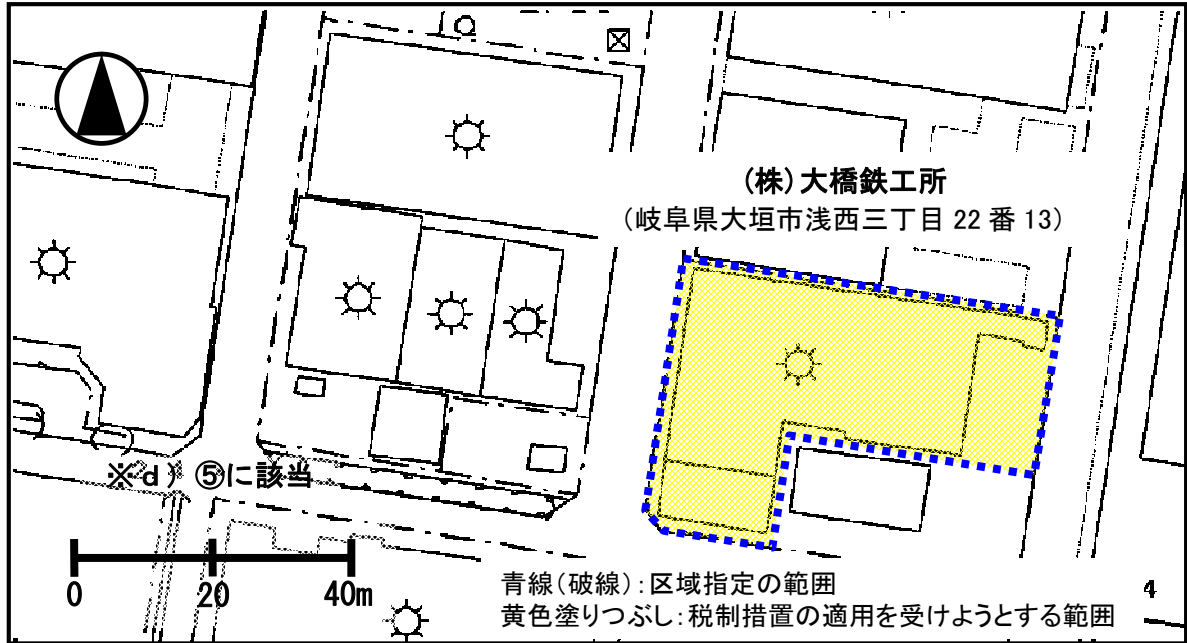 (株)大橋鉄工所
(岐阜県大垣市浅西三丁目 22 番 13)
※d) ⑤に該当
0 20 40m
青線(破線):区域指定の範囲
黄色塗りつぶし:税制措置の適用を受けようとする範囲
4